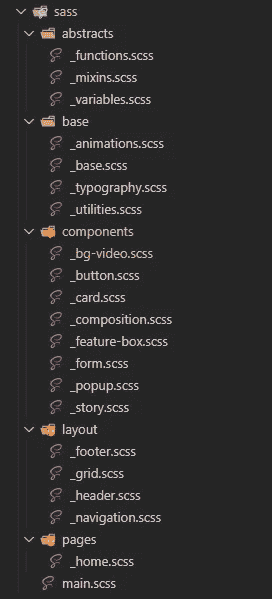 sass
abstracts
_functions.scss
_mixins.scss
_variables.scss
base
_animations.scss
_base.scss
_typography.scss
_utilities.scss
components
_bg-video.scss
_button.scss
_card.scss
_composition.scss
_feature-box.scss
_form.scss
_popup.scss
_story.scss
layout
_footer.scss
_grid.scss
_header.scss
_navigation.scss
pages
_home.scss
main.scss